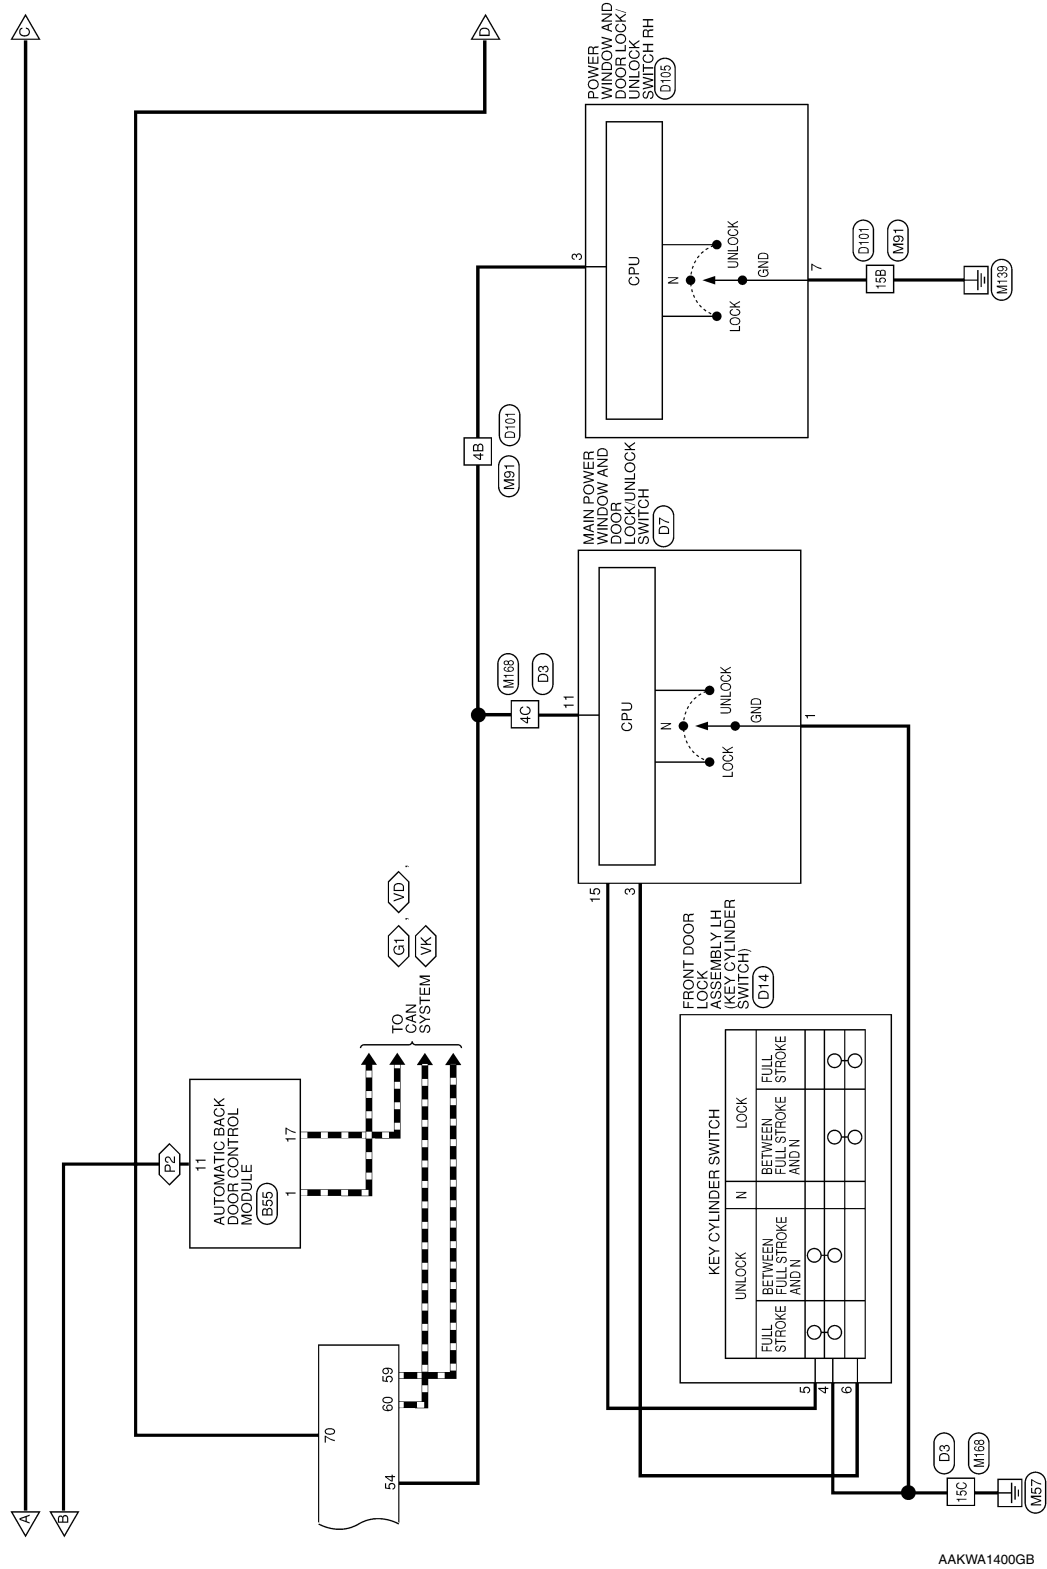 A
B
C
D
70
54
60
59
AUTOMATIC BACK
DOOR CONTROL
MODULE
B55
P2
11
1
17
TO
CAN
SYSTEM
G1
,
VD
,
VK
M168
D3
4C
11
M91
D101
4B
3
MAIN POWER
WINDOW AND
DOOR
LOCK/UNLOCK
SWITCH
D7
CPU
LOCK
N
UNLOCK
GND
15
3
1
POWER
WINDOW AND
DOOR LOCK/
UNLOCK
SWITCH RH
D105
CPU
LOCK
N
UNLOCK
GND
7
15B
D101
M91
M139
FRONT DOOR
LOCK
ASSEMBLY LH
(KEY CYLINDER
SWITCH)
D14
KEY CYLINDER SWITCH
UNLOCK
N
LOCK
FULL
STROKE
BETWEEN
FULL STROKE
AND N
BETWEEN
FULL STROKE
AND N
FULL
STROKE
5
4
6
15C
D3
M168
M57
AAKWA1400GB